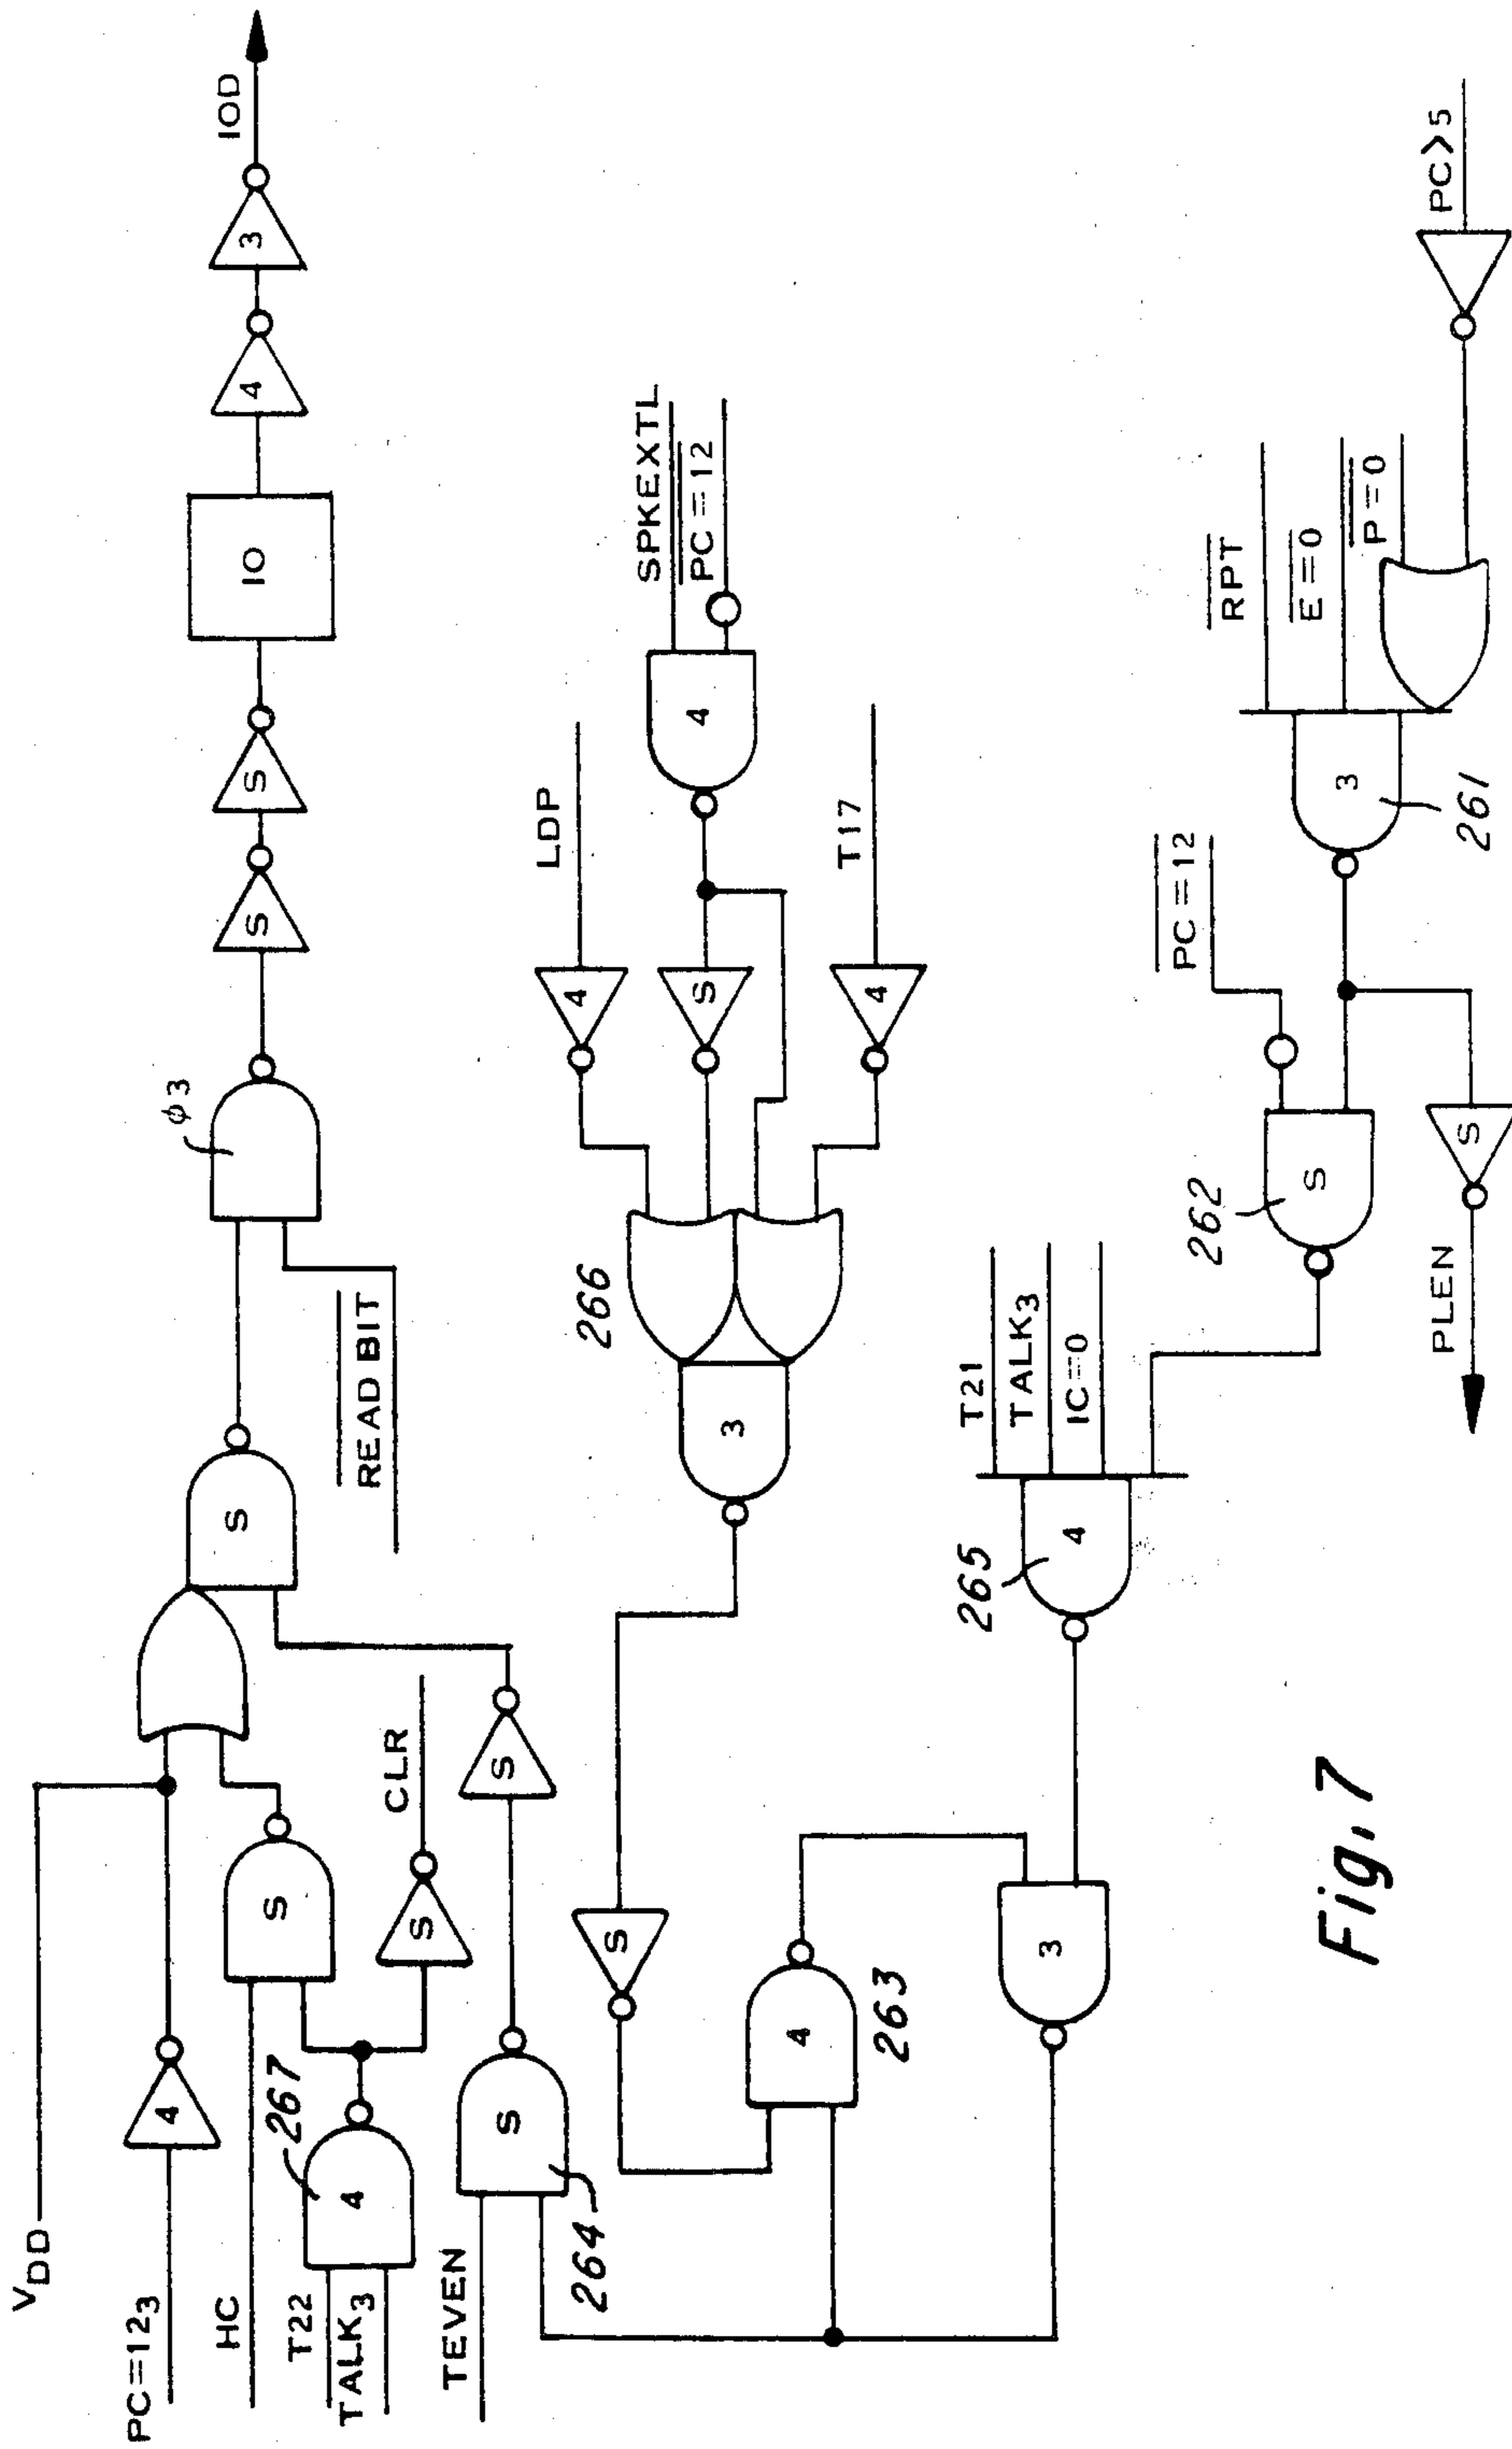 V_DD
PC=12_3
HC
T22
TALK_3
TEVEN
4
267
4
S
CLR
S
S
264
S
S
READ BIT
φ3
S
S
IO
4
3
IOD
S
4
263
3
LDP
4
S
T17
4
266
3
SPKEXTL
PC=12
4
T21
TALK_3
IC=0
265
4
PC=12
262
S
PLEN
S
RPT
E=0
P=0
3
261
PC>5
Fig. 7